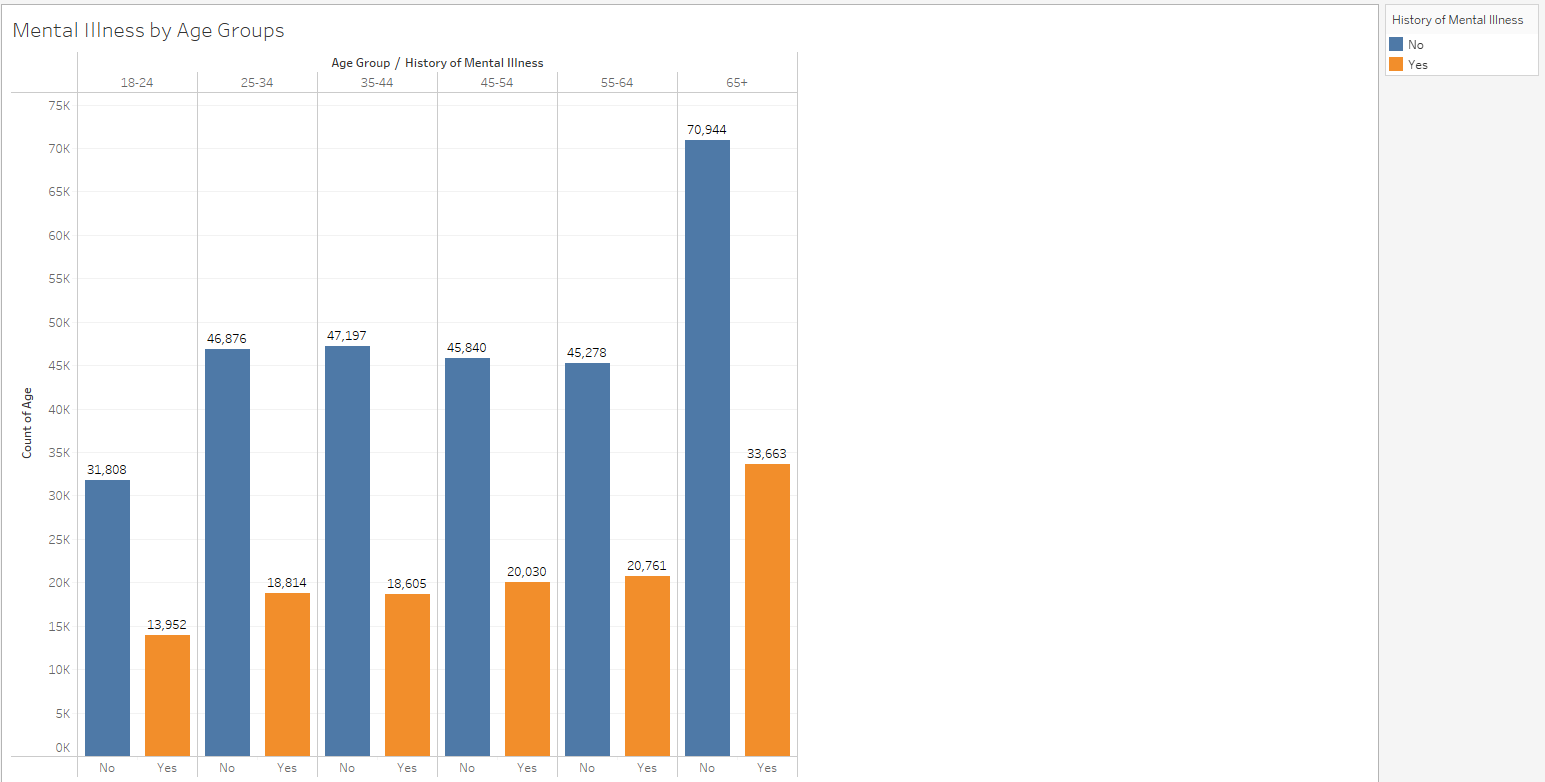 Mental Illness by Age Groups
Age Group / History of Mental Illness
18-24 25-34 35-44 45-54 55-64 65+
Count of Age
75K
70K
65K
60K
55K
50K
45K
40K
35K
30K
25K
20K
15K
10K
5K
0K
31,808
13,952
46,876
18,814
47,197
18,605
45,840
20,030
45,278
20,761
70,944
33,663
No Yes No Yes No Yes No Yes No Yes No Yes
History of Mental Illness
No
Yes